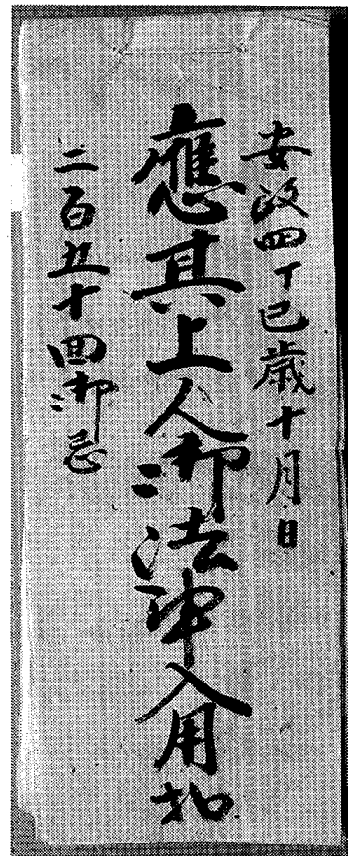 安政四丁巳歳十月日
應其上人御法事入用扣
二百五十回御忌